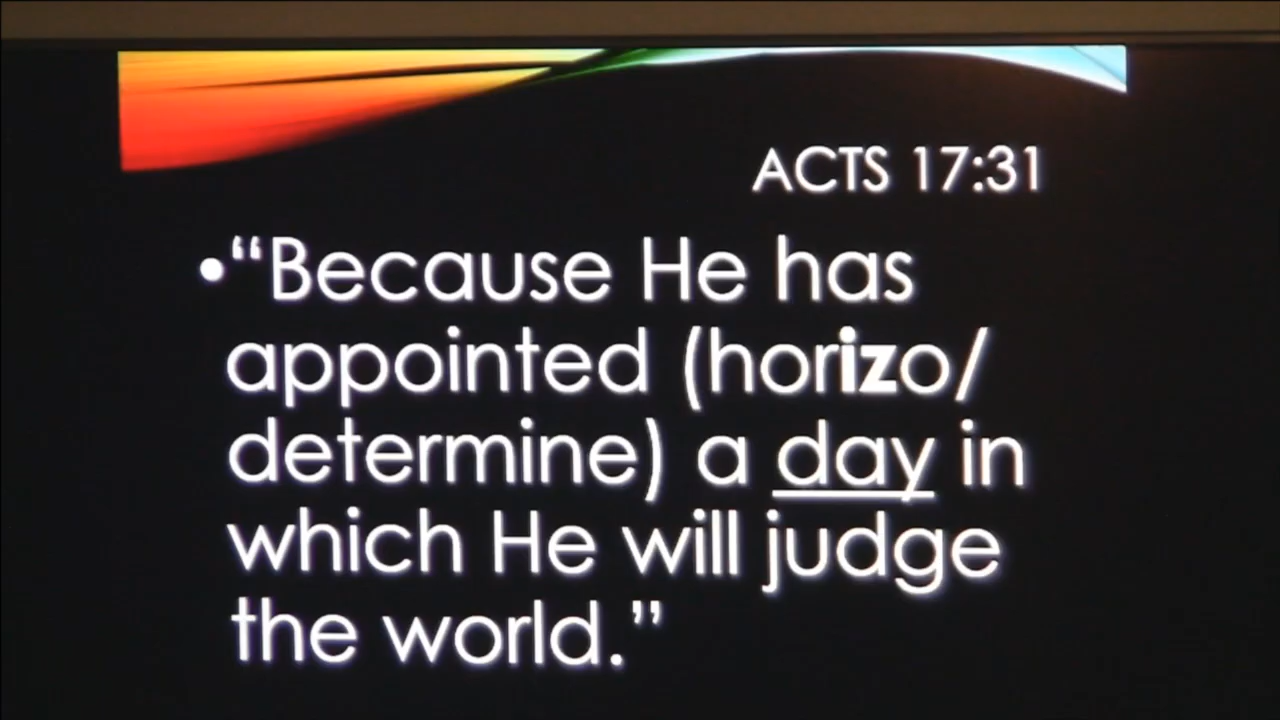 ACTS 17:31
•“Because He has
appointed (horizo/
determine) a day in
which He will judge
the world.”